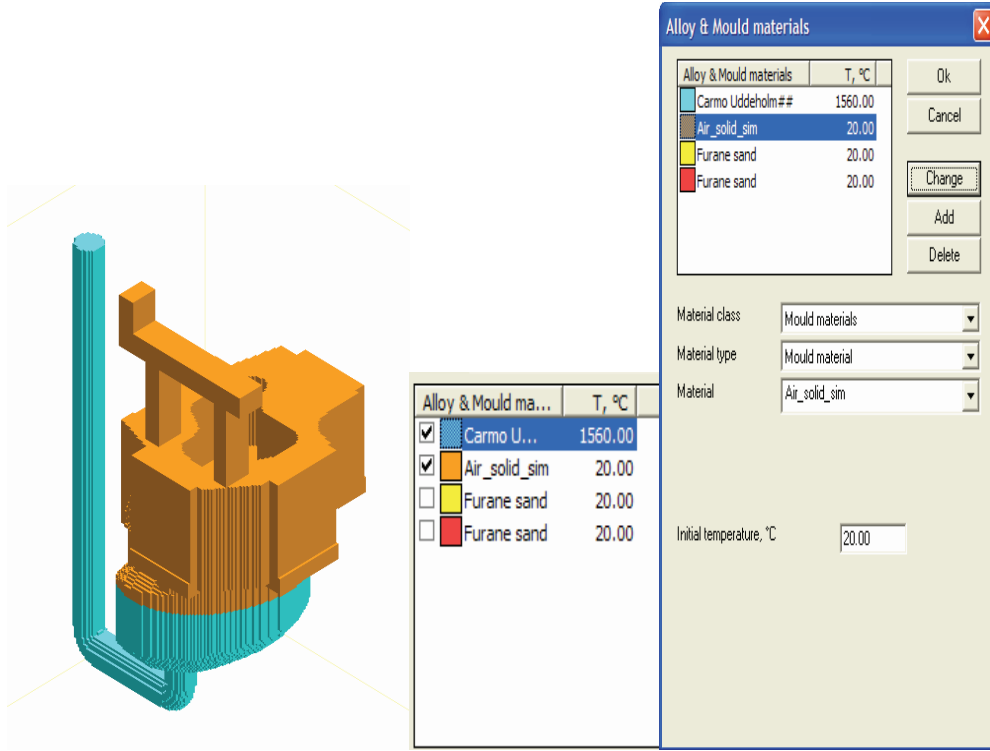 Alloy & Mould ma... T, °C
Carmo U... 1560.00
Air_solid_sim 20.00
Furane sand 20.00
Furane sand 20.00
Alloy & Mould materials
Alloy & Mould materials T, °C
Carmo Uddeholm## 1560.00
Air_solid_sim 20.00
Furane sand 20.00
Furane sand 20.00
Ok
Cancel
Change
Add
Delete
Material class Mould materials
Material type Mould material
Material Air_solid_sim
Initial temperature, °C 20.00